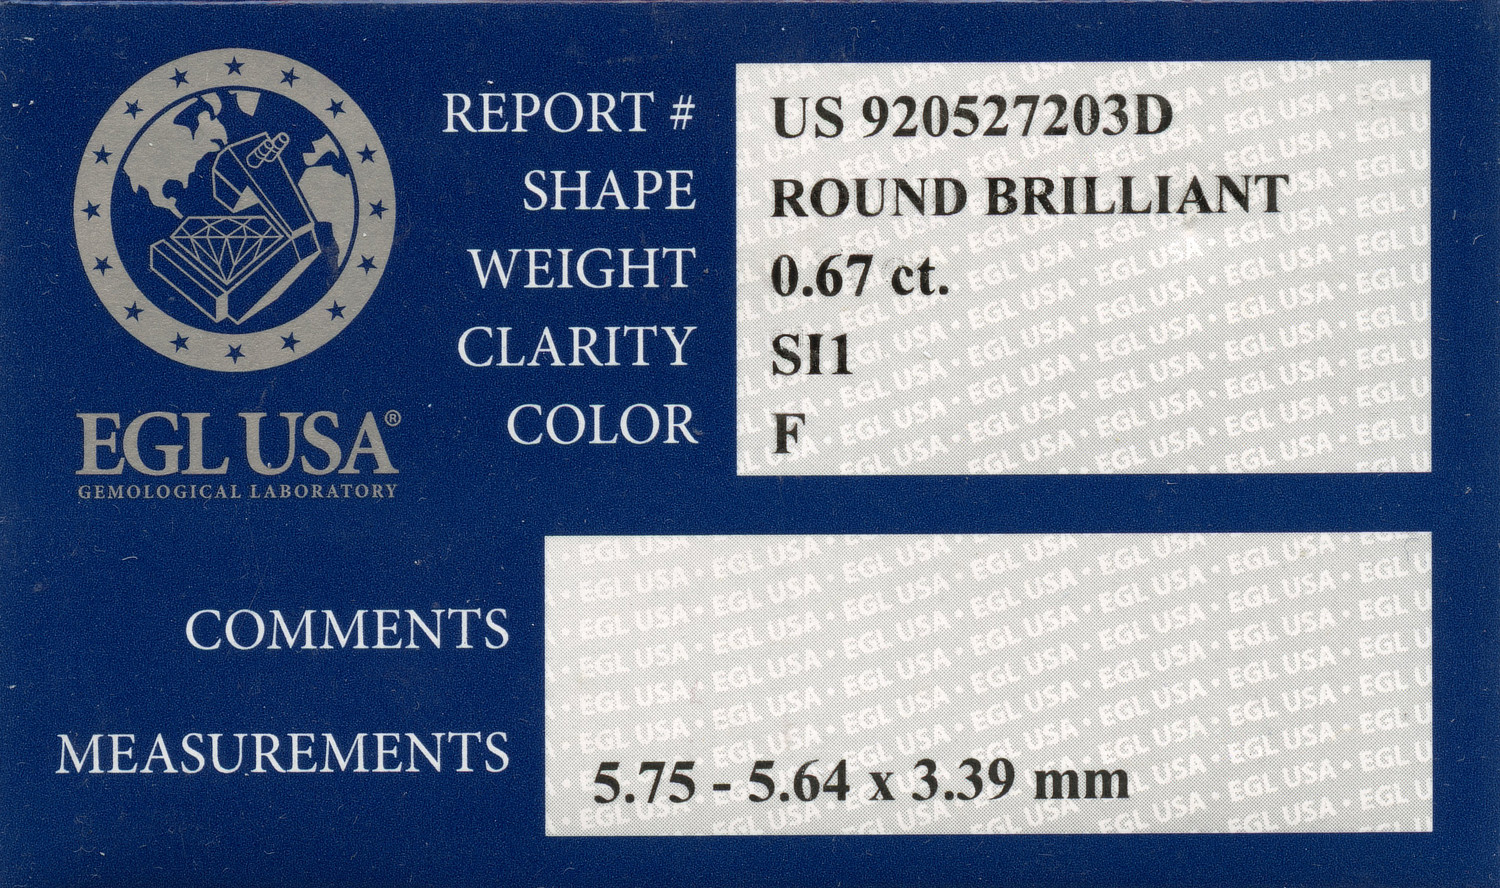 REPORT # US 920527203D
SHAPE ROUND BRILLIANT
WEIGHT 0.67 ct.
CLARITY SI1
COLOR F
EGL USA®
GEMOLOGICAL LABORATORY
COMMENTS
MEASUREMENTS 5.75 - 5.64 x 3.39 mm